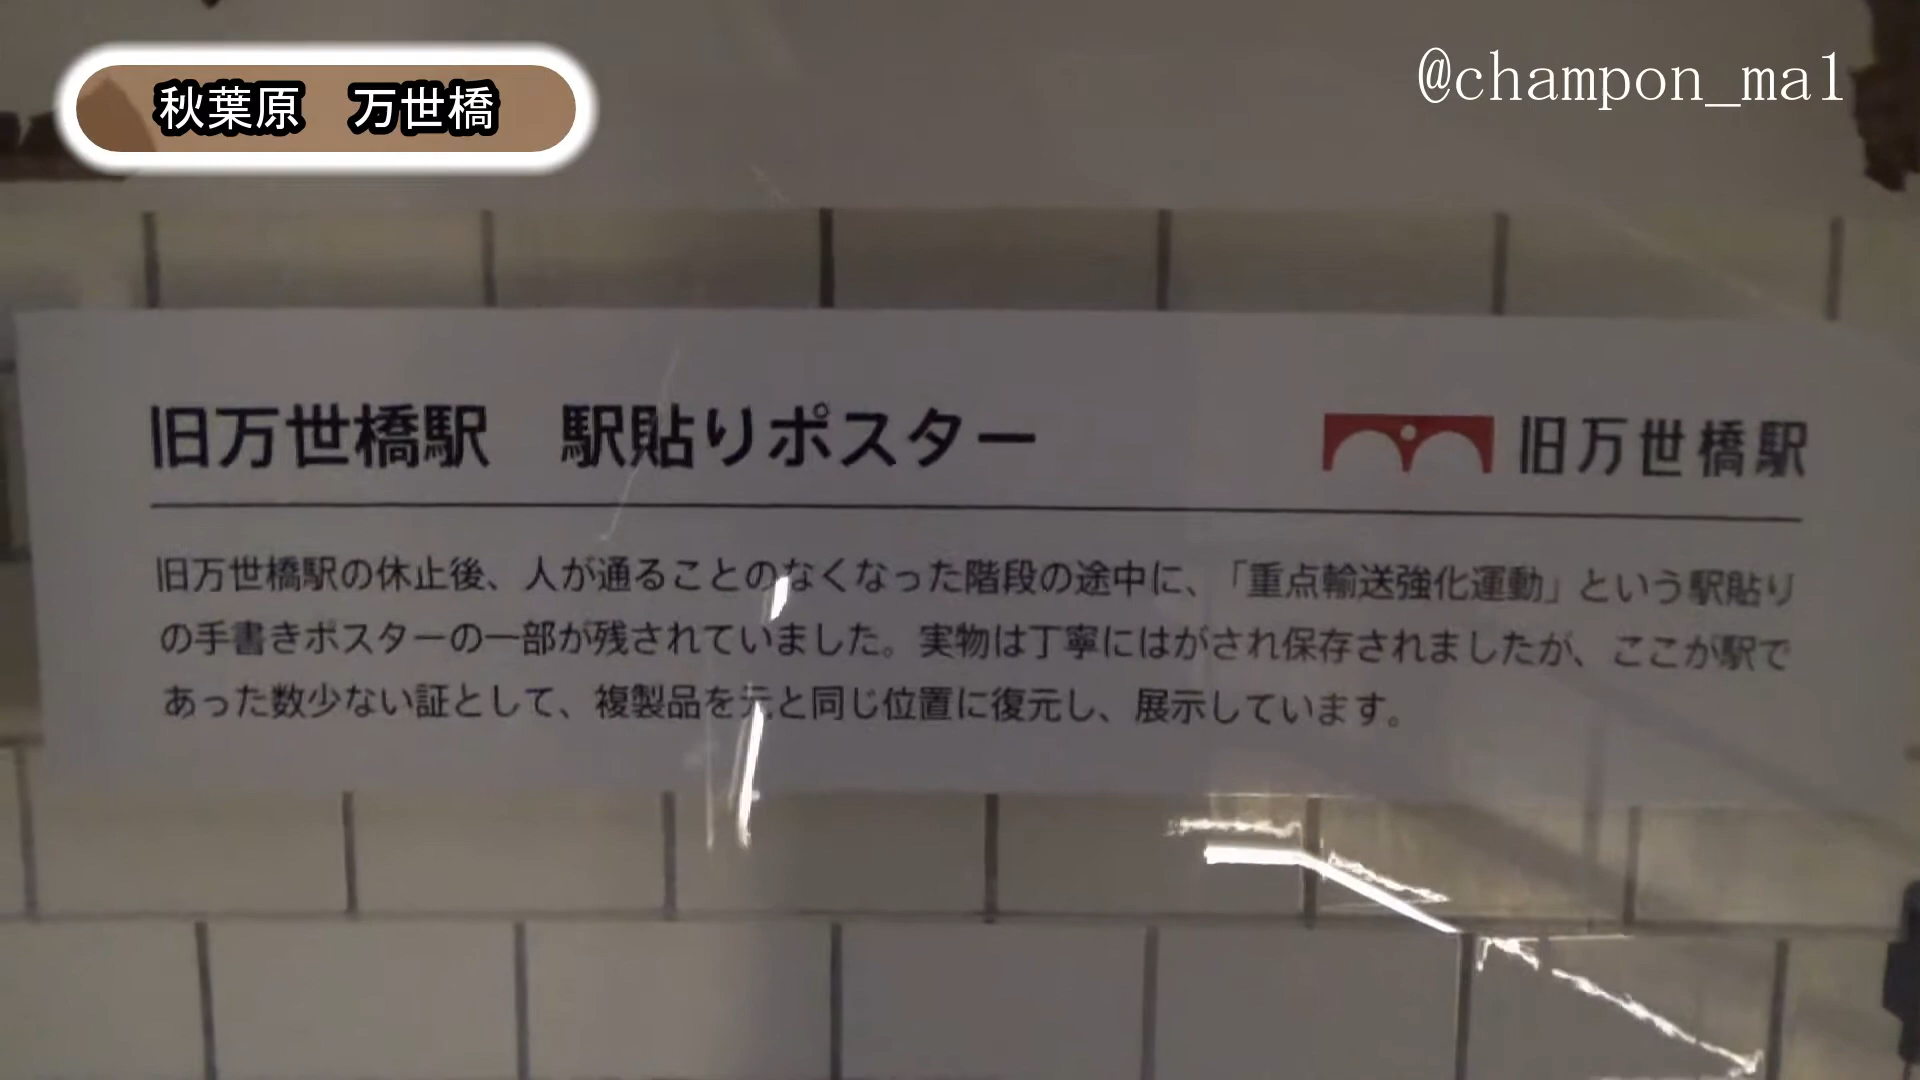 秋葉原　万世橋
@champon_ma1
旧万世橋駅　駅貼りポスター
旧万世橋駅
旧万世橋駅の休止後、人が通ることのなくなった階段の途中に、「重点輸送強化運動」という駅貼り
の手書きポスターの一部が残されていました。実物は丁寧にはがされ保存されましたが、ここが駅で
あった数少ない証として、複製品を元と同じ位置に復元し、展示しています。